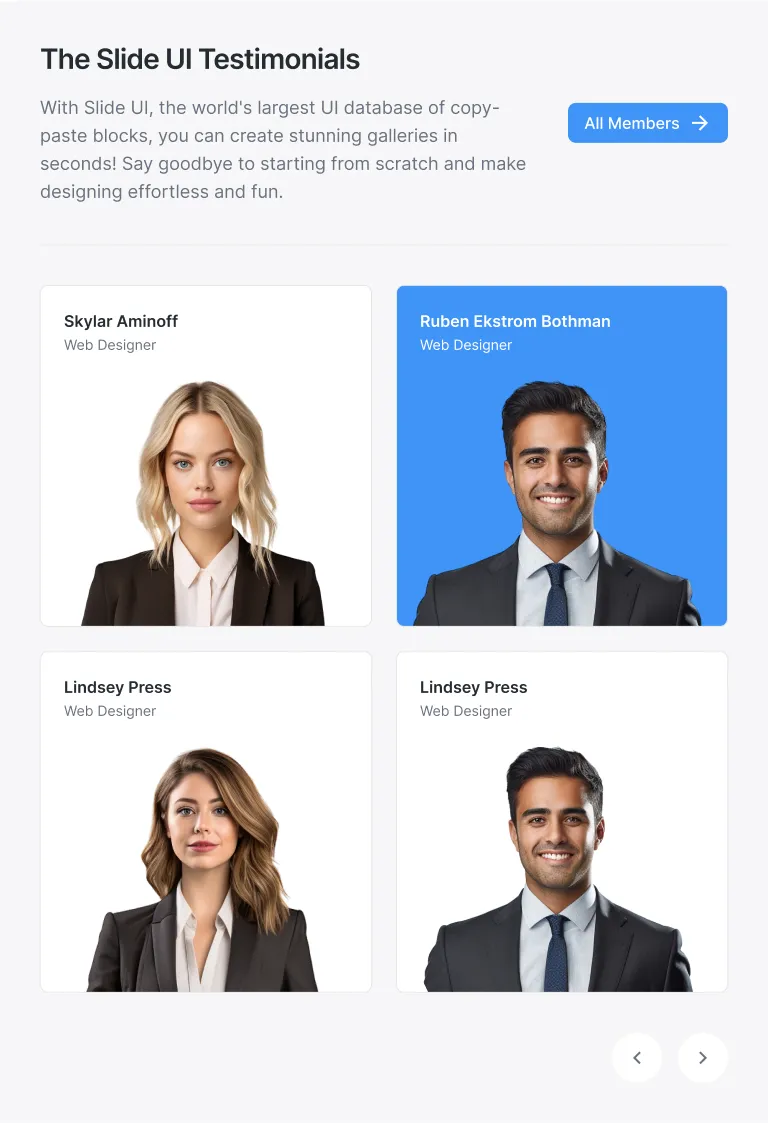 The Slide UI Testimonials
With Slide UI, the world's largest UI database of copy-
paste blocks, you can create stunning galleries in
seconds! Say goodbye to starting from scratch and make
designing effortless and fun.
All Members
Skylar Aminoff
Web Designer
Ruben Ekstrom Bothman
Web Designer
Lindsey Press
Web Designer
Lindsey Press
Web Designer